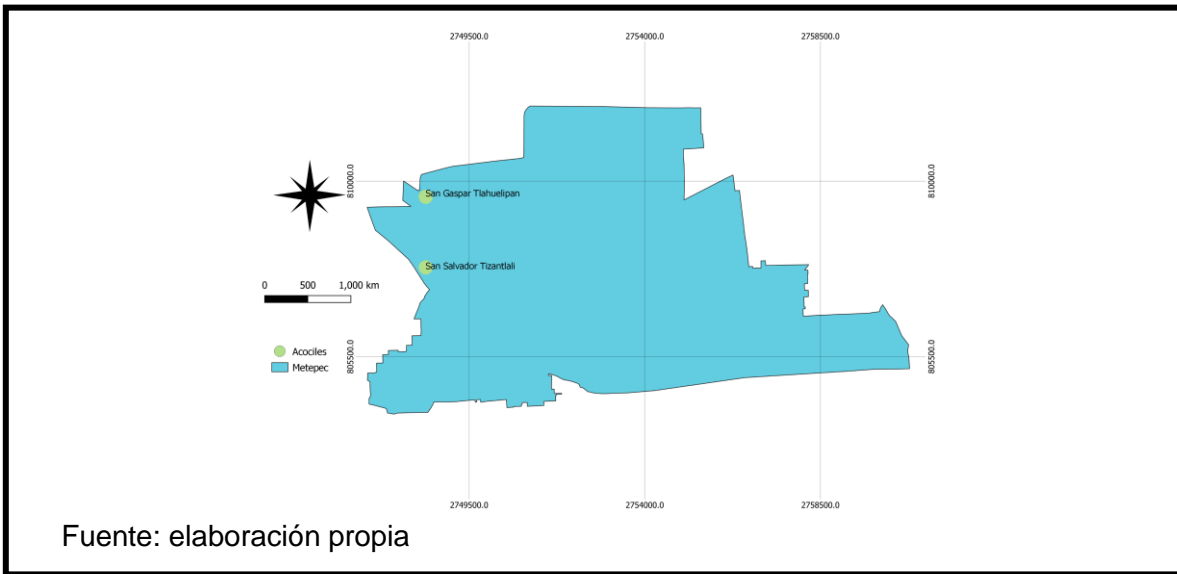 2749500.0 2754000.0 2758500.0
810000.0 810000.0
San Gaspar Tlahuelipan
San Salvador Tizantlali
0 500 1,000 km
Acociles
Metepec
805500.0 805500.0
2749500.0 2754000.0 2758500.0
Fuente: elaboración propia